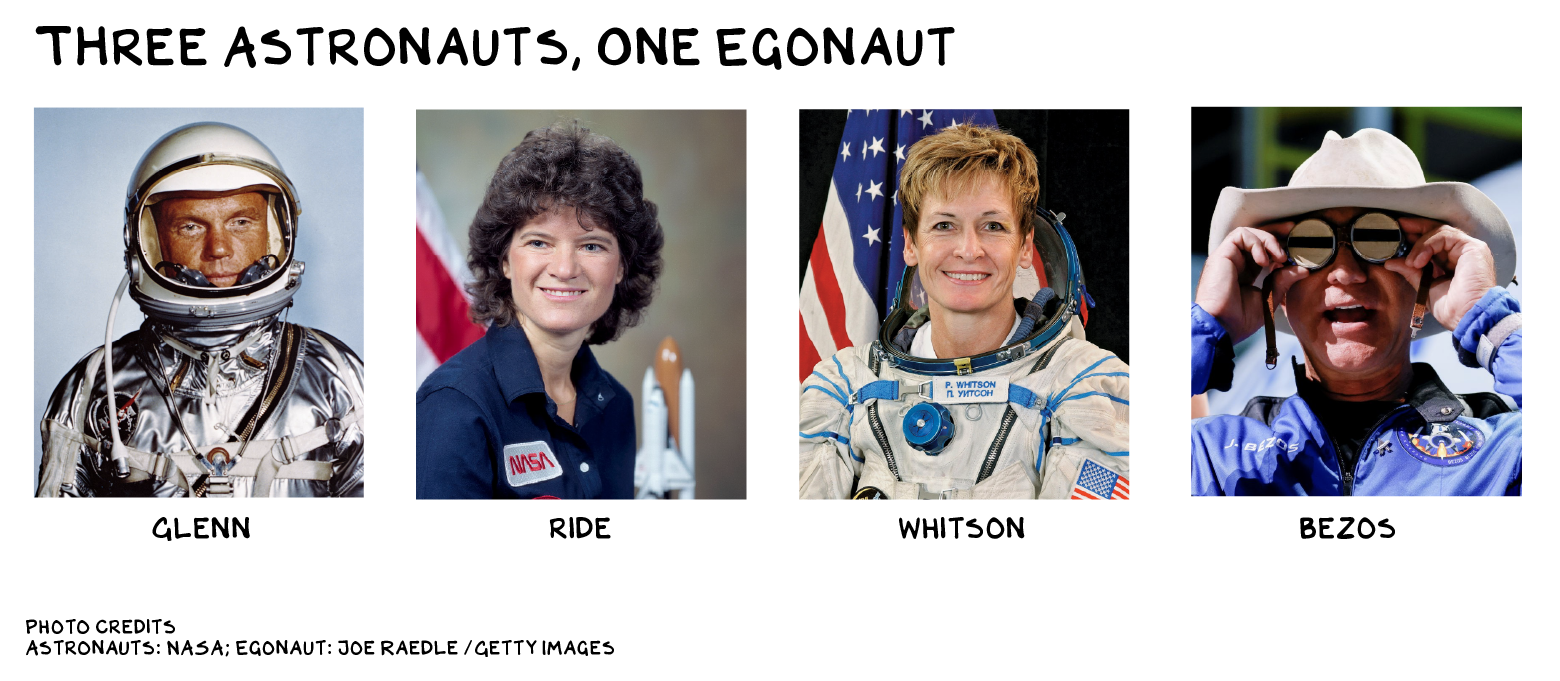 THREE ASTRONAUTS, ONE EGONAUT
NASA
NASA
P. WHITSON
П. УИТСОН
J. BEZOS
GLENN
RIDE
WHITSON
BEZOS
PHOTO CREDITS
ASTRONAUTS: NASA; EGONAUT: JOE RAEDLE / GETTY IMAGES